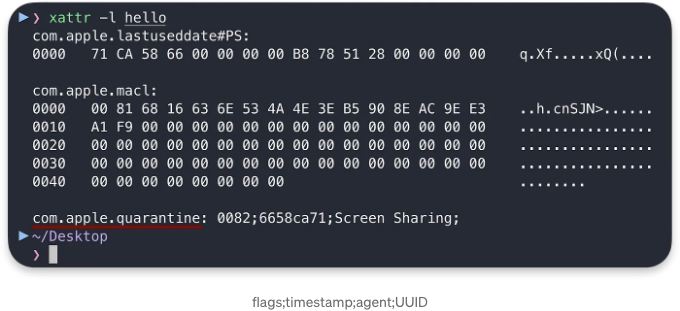 ❯ xattr -l hello
com.apple.lastuseddate#PS:
0000 71 CA 58 66 00 00 00 00 B8 78 51 28 00 00 00 00 q.Xf.....xQ(....
com.apple.macl:
0000 00 81 68 16 63 6E 53 4A 4E 3E B5 90 8E AC 9E E3 ..h.cnSJN>......
0010 A1 F9 00 00 00 00 00 00 00 00 00 00 00 00 00 00 ................
0020 00 00 00 00 00 00 00 00 00 00 00 00 00 00 00 00 ................
0030 00 00 00 00 00 00 00 00 00 00 00 00 00 00 00 00 ................
0040 00 00 00 00 00 00 00 00 ........
com.apple.quarantine: 0082;6658ca71;Screen Sharing;
~/Desktop
❯
flags;timestamp;agent;UUID